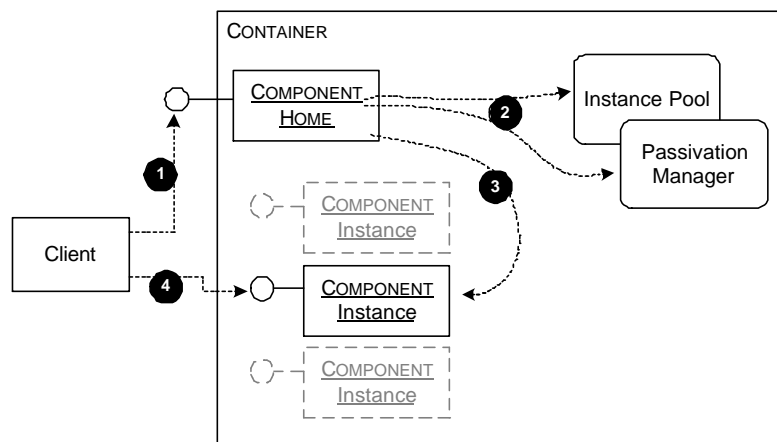 CONTAINER
COMPONENT
HOME
Instance Pool
2
Passivation
Manager
1
3
COMPONENT
Instance
Client
4
COMPONENT
Instance
COMPONENT
Instance